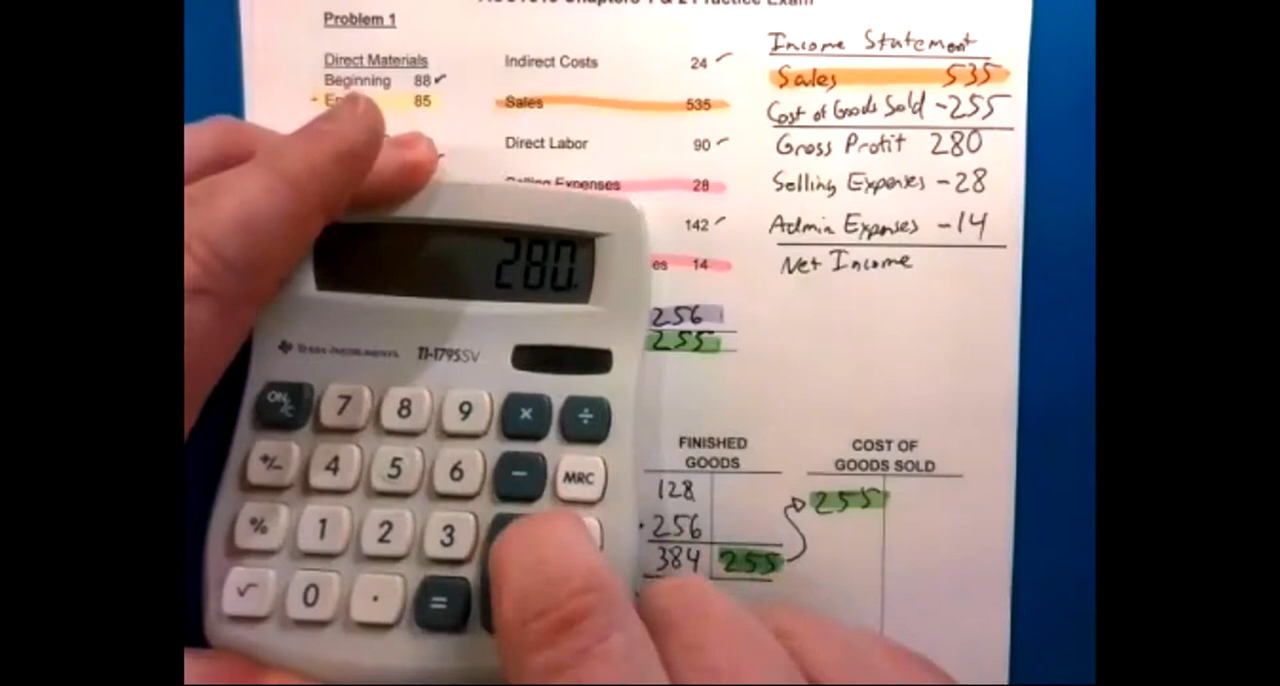 Problem 1
Direct Materials
Beginning 88 ✓
85
Indirect Costs 24
Sales 535
Direct Labor 90
Expenses 28
142
es 14
256
255
Income Statement
Sales 535
Cost of Goods Sold -255
Gross Profit 280
Selling Expenses -28
Admin Expenses -14
Net Income
280.
TEXAS INSTRUMENTS TI-1795SV
ON/C 7 8 9 × ÷
+/- 4 5 6 − MRC
% 1 2 3
√ 0 . =
FINISHED GOODS
128
256
384 255
COST OF GOODS SOLD
255